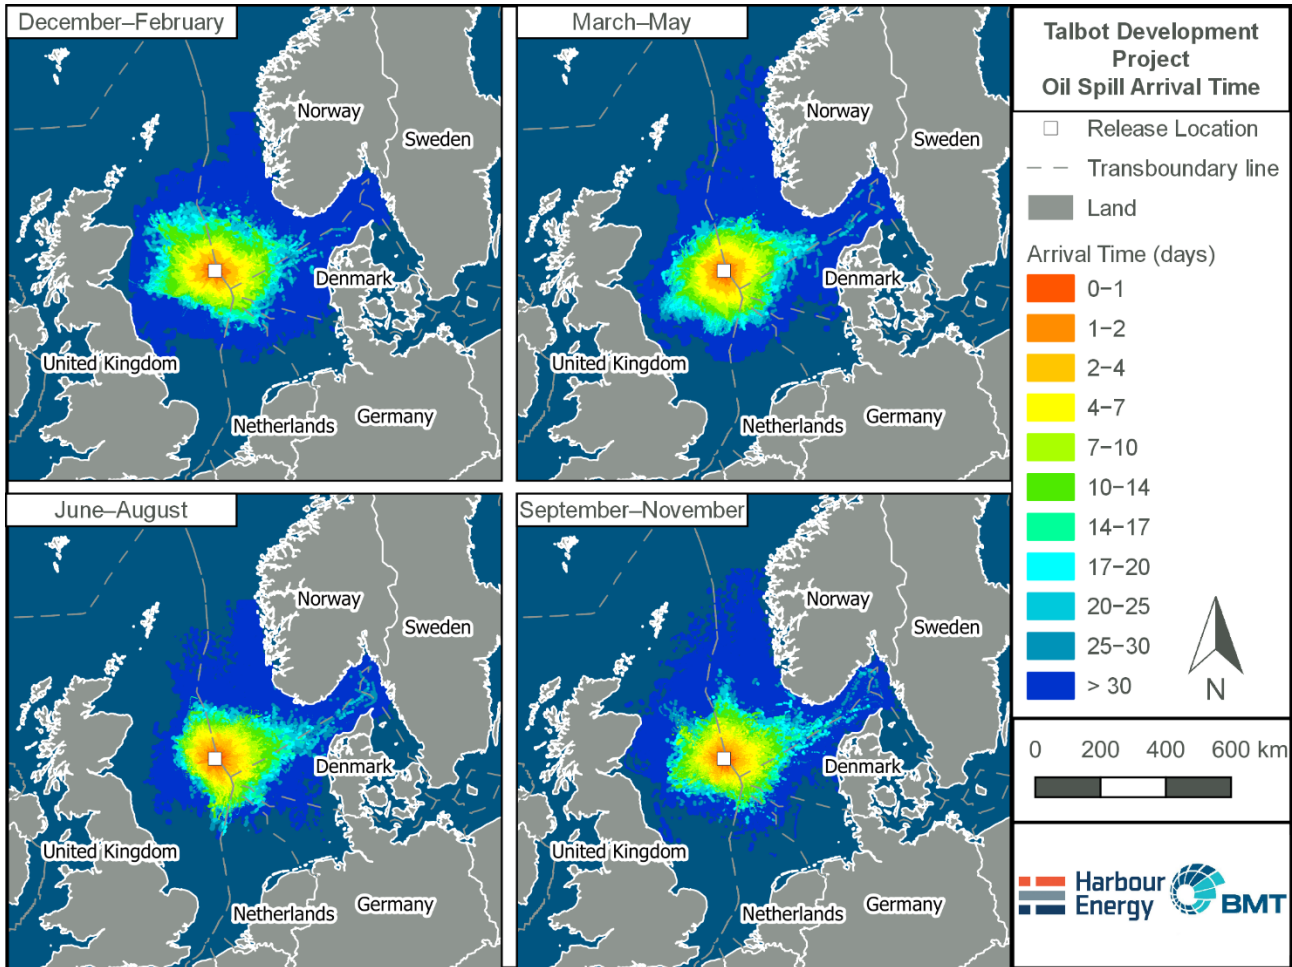 December–February
Norway
Sweden
Denmark
United Kingdom
Netherlands
Germany
March–May
Norway
Sweden
Denmark
United Kingdom
Netherlands
Germany
June–August
Norway
Sweden
Denmark
United Kingdom
Netherlands
Germany
September–November
Norway
Sweden
Denmark
United Kingdom
Netherlands
Germany
Talbot Development
Project
Oil Spill Arrival Time
Release Location
Transboundary line
Land
Arrival Time (days)
0–1
1–2
2–4
4–7
7–10
10–14
14–17
17–20
20–25
25–30
> 30
N
0 200 400 600 km
Harbour
Energy
BMT